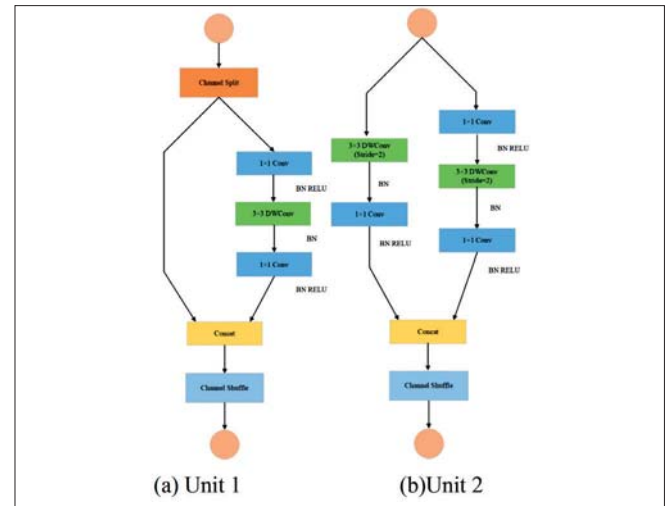 Channel Split
1×1 Conv
BN RELU
3×3 DWConv
BN
1×1 Conv
BN RELU
Concat
Channel Shuffle
(a) Unit 1
3×3 DWConv
(Stride=2)
BN
1×1 Conv
BN RELU
1×1 Conv
BN RELU
3×3 DWConv
(Stride=2)
BN
1×1 Conv
BN RELU
Concat
Channel Shuffle
(b)Unit 2